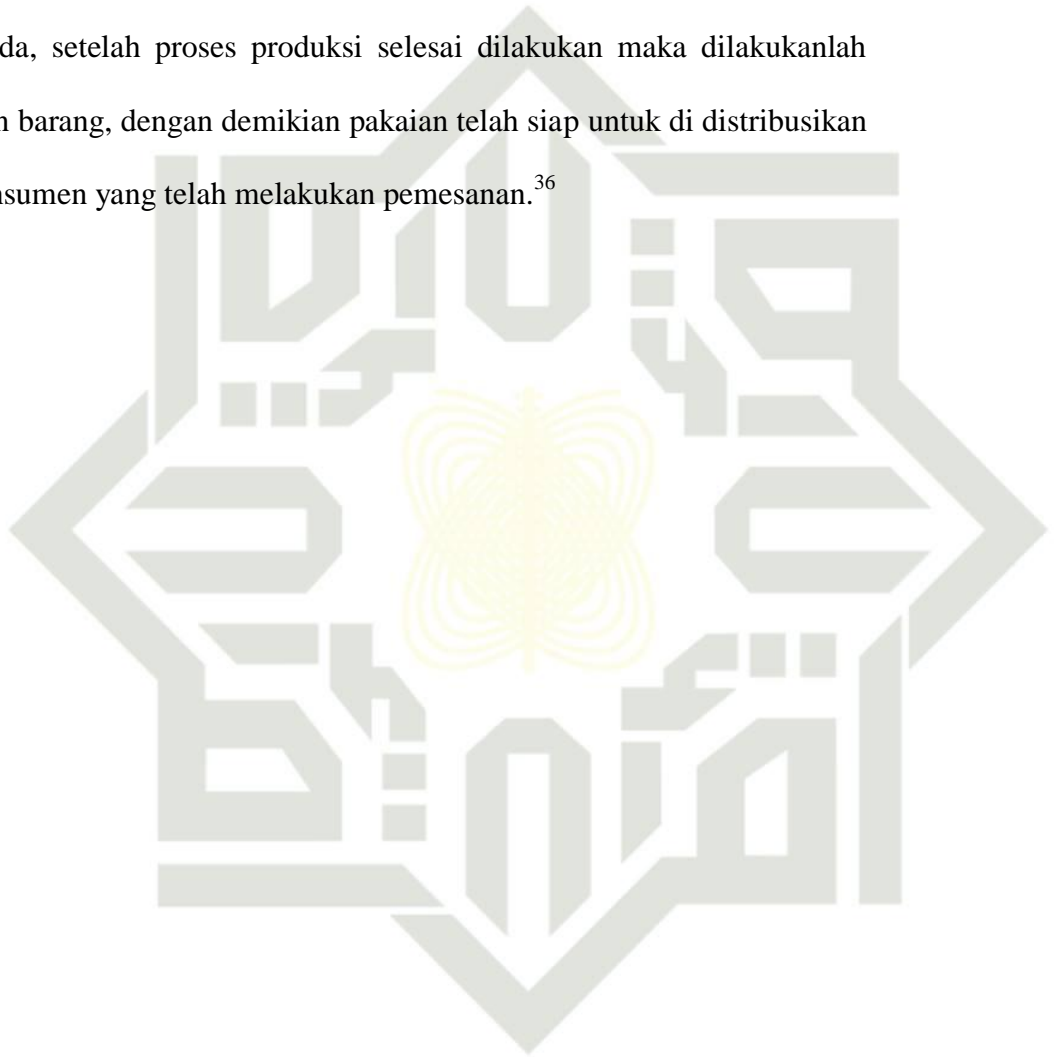 da, setelah proses produksi selesai dilakukan maka dilakukanlah
n barang, dengan demikian pakaian telah siap untuk di distribusikan
nsumen yang telah melakukan pemesanan.36